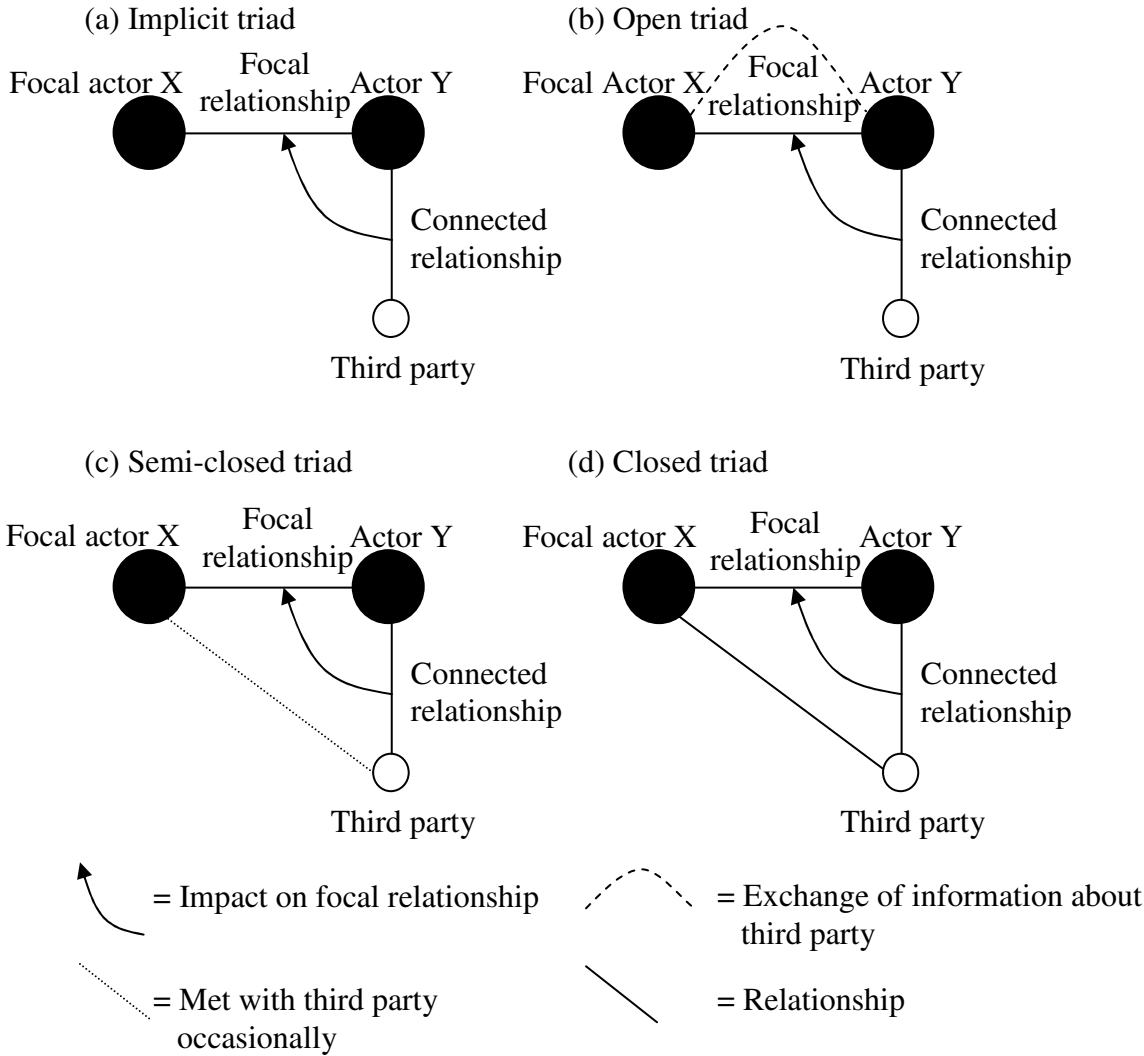 (a) Implicit triad
Focal actor X
Focal
relationship
Actor Y
Connected
relationship
Third party
(b) Open triad
Focal Actor X
Focal
relationship
Actor Y
Connected
relationship
Third party
(c) Semi-closed triad
Focal actor X
Focal
relationship
Actor Y
Connected
relationship
Third party
(d) Closed triad
Focal actor X
Focal
relationship
Actor Y
Connected
relationship
Third party
= Impact on focal relationship
= Exchange of information about
third party
= Met with third party
occasionally
= Relationship